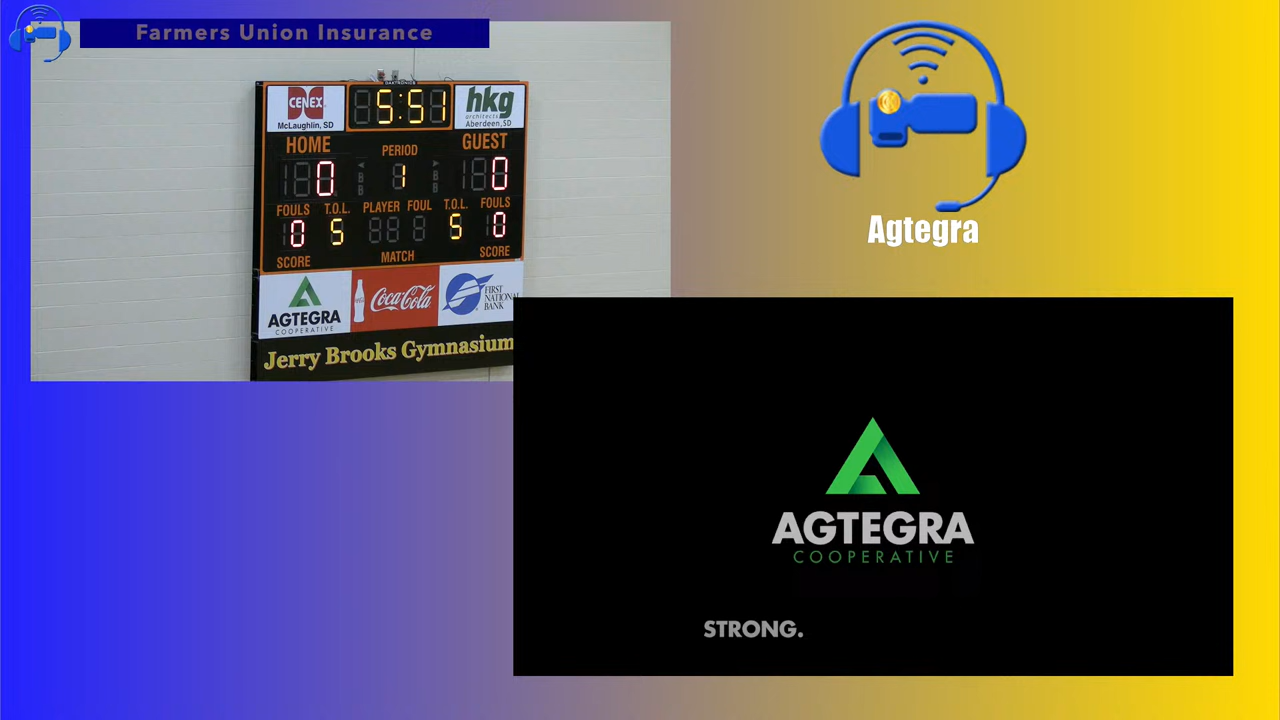 Farmers Union Insurance
DAKTRONICS
CENEX
McLaughlin, SD
5:51
hkg
architects
Aberdeen, SD
HOME
PERIOD
GUEST
0
1
0
B
B
B
B
FOULS T.O.L. PLAYER FOUL T.O.L. FOULS
0 5 5 0
SCORE MATCH SCORE
AGTEGRA
COOPERATIVE
Coca-Cola
FIRST
NATIONAL
BANK
Jerry Brooks Gymnasium
Agtegra
AGTEGRA
COOPERATIVE
STRONG.